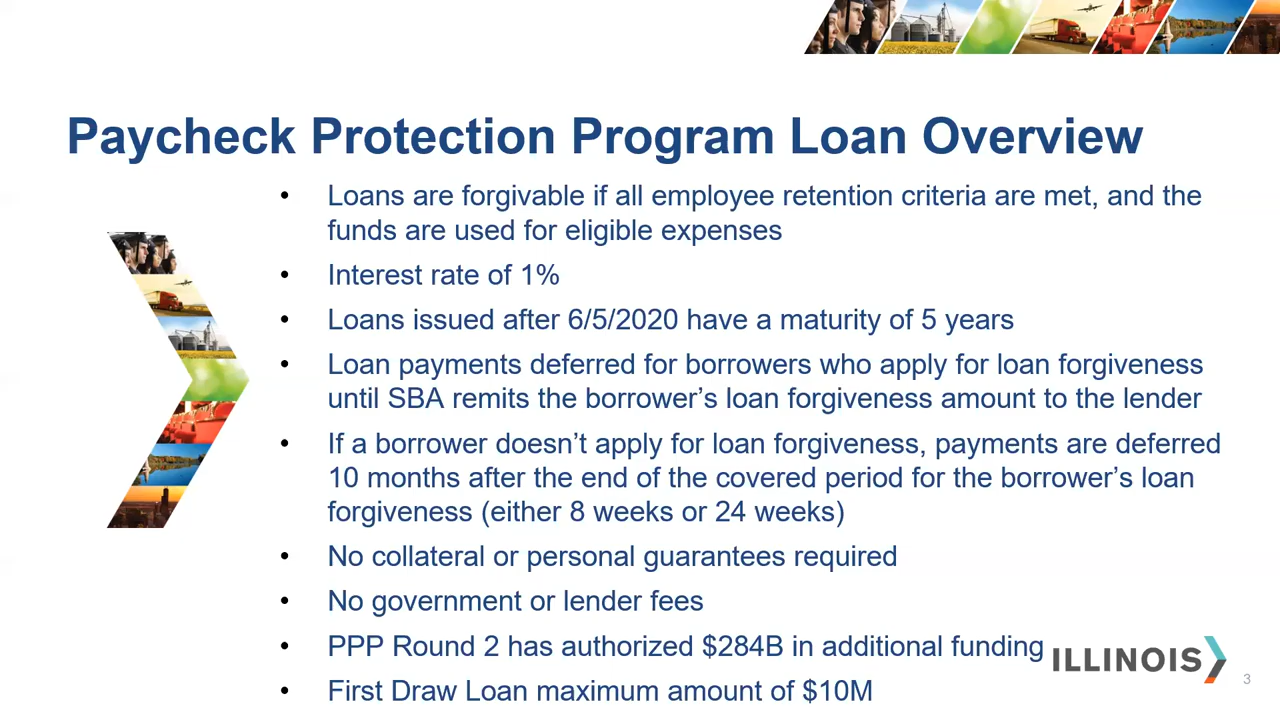 Paycheck Protection Program Loan Overview
• Loans are forgivable if all employee retention criteria are met, and the
funds are used for eligible expenses
• Interest rate of 1%
• Loans issued after 6/5/2020 have a maturity of 5 years
• Loan payments deferred for borrowers who apply for loan forgiveness
until SBA remits the borrower’s loan forgiveness amount to the lender
• If a borrower doesn’t apply for loan forgiveness, payments are deferred
10 months after the end of the covered period for the borrower’s loan
forgiveness (either 8 weeks or 24 weeks)
• No collateral or personal guarantees required
• No government or lender fees
• PPP Round 2 has authorized $284B in additional funding
• First Draw Loan maximum amount of $10M
ILLINOIS
3